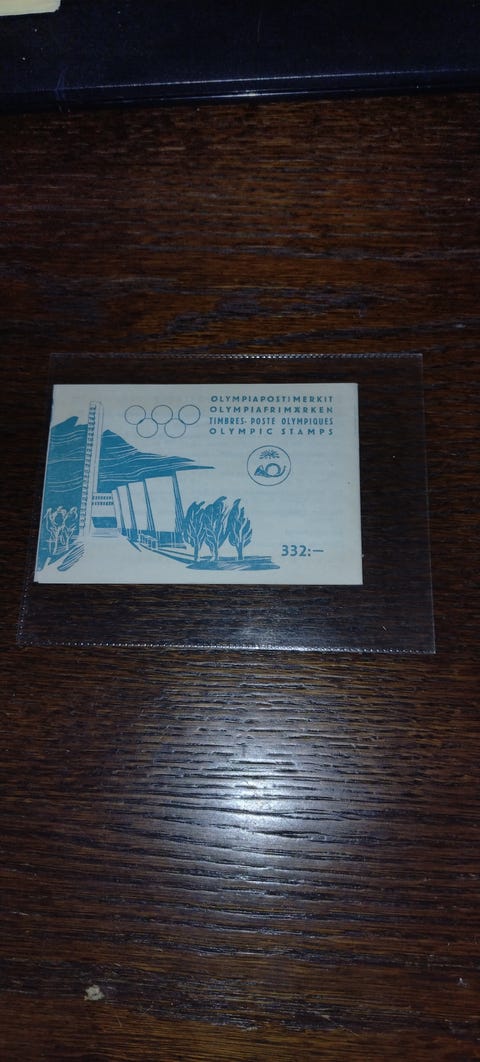 OLYMPIAPOSTIMERKIT
OLYMPIAFRIMÄRKEN
TIMBRES-POSTE OLYMPIQUES
OLYMPIC STAMPS
332:—